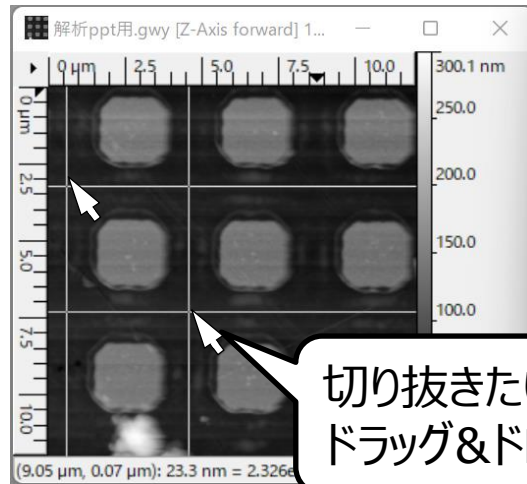 解析ppt用.gwy [Z-Axis forward] 1...
0 µm 2.5 5.0 7.5 10.0 300.1 nm
0 µm 2.5 5.0 7.5 10.0
250.0
200.0
150.0
100.0
切り抜きた
ドラッグ&ド
(9.05 µm, 0.07 µm): 23.3 nm = 2.326e